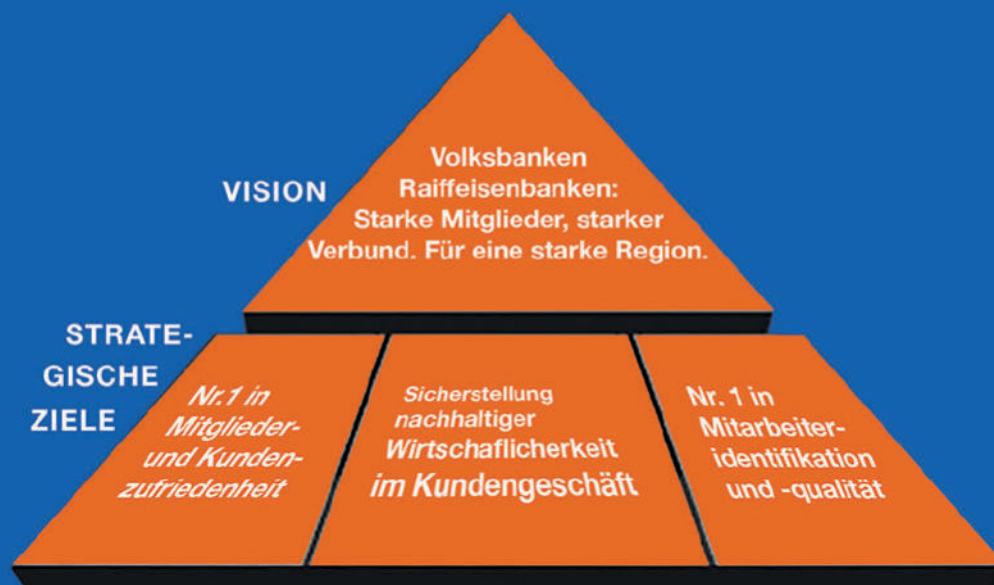 VISION
Volksbanken
Raiffeisenbanken:
Starke Mitglieder, starker
Verbund. Für eine starke Region.
STRATE-
GISCHE
ZIELE
Nr.1 in
Mitglieder-
und Kunden-
zufriedenheit
Sicherstellung
nachhaltiger
Wirtschaflicherkeit
im Kundengeschäft
Nr. 1 in
Mitarbeiter-
identifikation
und -qualität